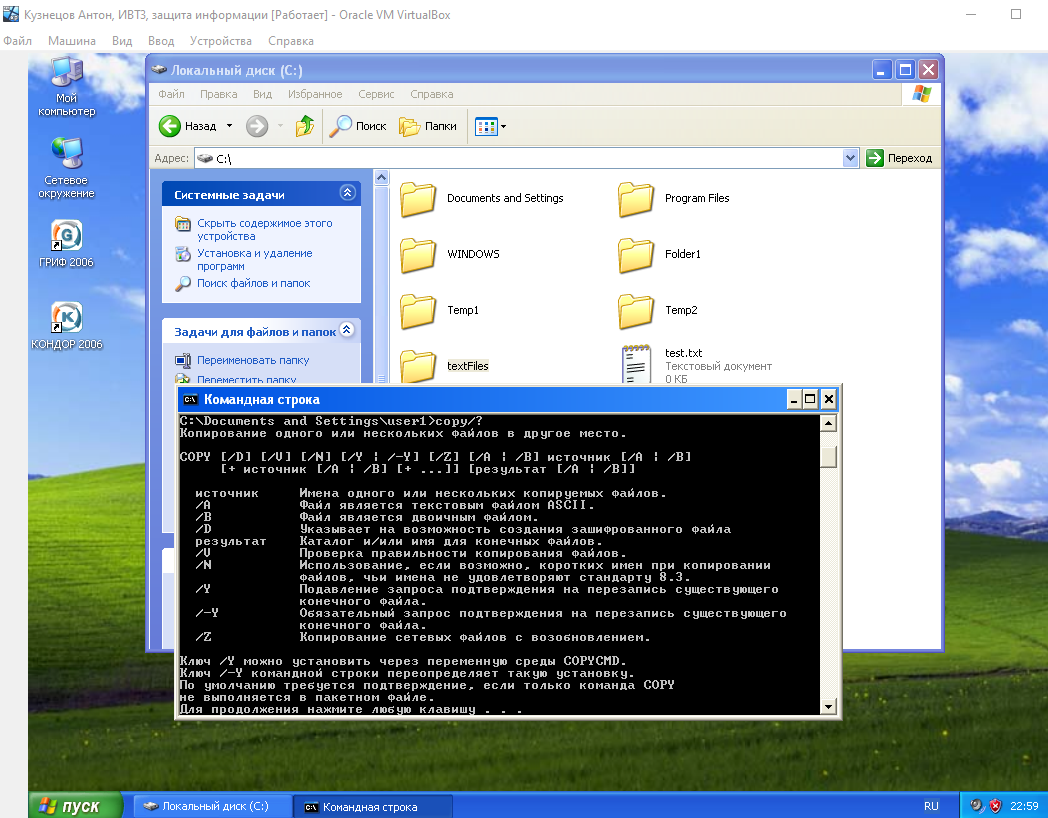 Кузнецов Антон, ИВТЗ, защита информации [Работает] - Oracle VM VirtualBox
Файл Машина Вид Ввод Устройства Справка
Мой
компьютер
Сетевое
окружение
ГРИФ 2006
КОНДОР 2006
Локальный диск (C:)
Файл Правка Вид Избранное Сервис Справка
Назад Поиск Папки
Адрес: C:\ Переход
Системные задачи
Скрыть содержимое этого
устройства
Установка и удаление
программ
Поиск файлов и папок
Задачи для файлов и папок
Переименовать папку
Переместить папку
Documents and Settings
Program Files
WINDOWS
Folder1
Temp1
Temp2
textFiles
test.txt
Текстовый документ
0 КБ
Командная строка
C:\Documents and Settings\user1>copy/?
Копирование одного или нескольких файлов в другое место.
COPY [/D] [/V] [/N] [/Y ¦ /-Y] [/Z] [/A ¦ /B] источник [/A ¦ /B]
[+ источник [/A ¦ /B] [+ ...]] [результат [/A ¦ /B]]
источник Имена одного или нескольких копируемых файлов.
/A Файл является текстовым файлом ASCII.
/B Файл является двоичным файлом.
/D Указывает на возможность создания зашифрованного файла
результат Каталог и/или имя для конечных файлов.
/V Проверка правильности копирования файлов.
/N Использование, если возможно, коротких имен при копировании
файлов, чьи имена не удовлетворяют стандарту 8.3.
/Y Подавление запроса подтверждения на перезапись существующего
конечного файла.
/-Y Обязательный запрос подтверждения на перезапись существующего
конечного файла.
/Z Копирование сетевых файлов с возобновлением.
Ключ /Y можно установить через переменную среды COPYCMD.
Ключ /-Y командной строки переопределяет такую установку.
По умолчанию требуется подтверждение, если только команда COPY
не выполняется в пакетном файле.
Для продолжения нажмите любую клавишу . . .
пуск Локальный диск (C:) Командная строка RU 22:59